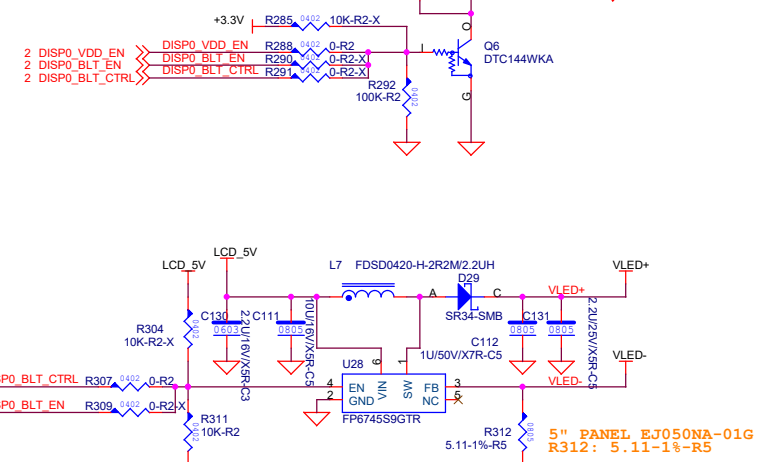 +3.3V R285 0402 10K-R2-X
O
2 DISP0_VDD_EN DISP0_VDD_EN R288 0402 0-R2 I Q6
2 DISP0_BLT_EN DISP0_BLT_EN R290 0402 0-R2-X DTC144WKA
2 DISP0_BLT_CTRL DISP0_BLT_CTRL R291 0402 0-R2-X
R292 0402
100K-R2
G
LCD_5V LCD_5V L7 FDSD0420-H-2R2M/2.2UH VLED+
D29
A C VLED+
SR34-SMB
R304 0402
10K-R2-X
C130 0603 2.2U/16V/X5R-C3
C111 0805 10U/16V/X5R-C5
C112 0805
1U/50V/X7R-C5
C131 0805 2.2U/25V/X5R-C5
VLED-
U28
6 1
P0_BLT_CTRL R307 0402 0-R2 4 EN VIN SW FB 3 VLED-
P0_BLT_EN R309 0402 0-R2-X 2 GND NC 5
FP6745S9GTR
R311 0402
10K-R2
R312 0805
5.11-1%-R5
5" PANEL EJ050NA-01G
R312: 5.11-1%-R5